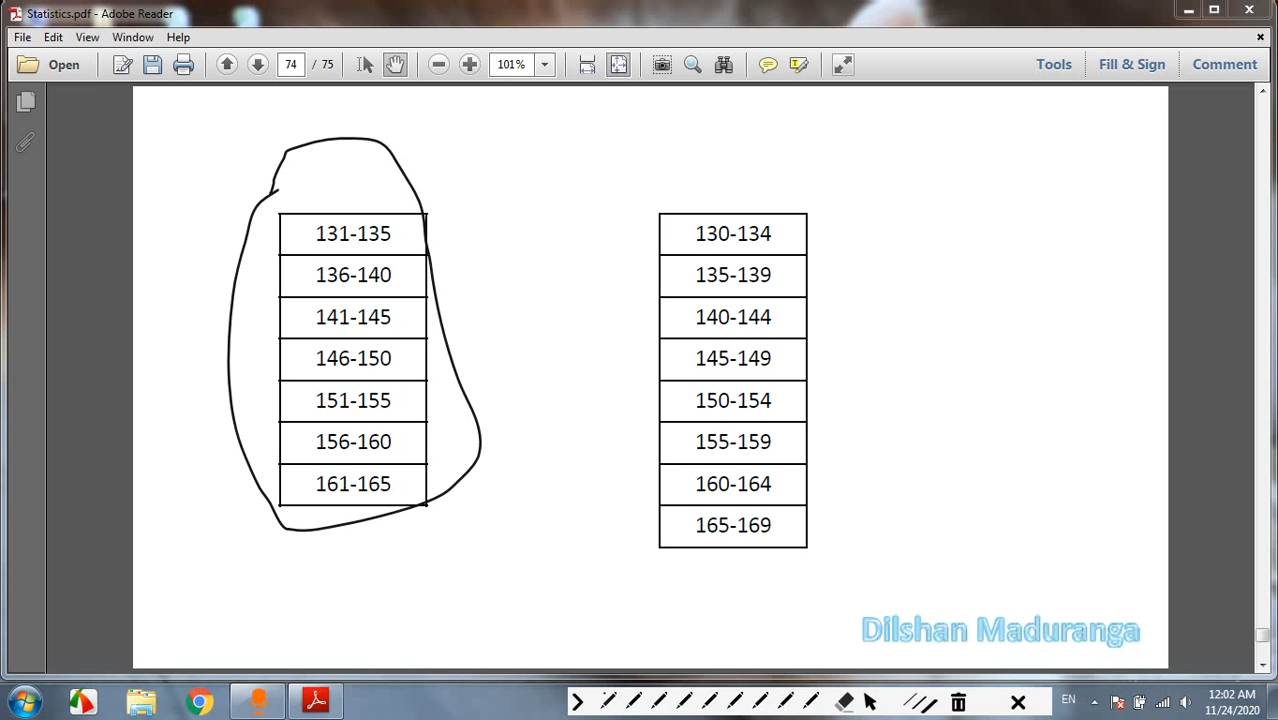 Statistics.pdf - Adobe Reader
File Edit View Window Help
Open 74 / 75 101% Tools Fill & Sign Comment
131-135
136-140
141-145
146-150
151-155
156-160
161-165
130-134
135-139
140-144
145-149
150-154
155-159
160-164
165-169
Dilshan Maduranga
EN
12:02 AM
11/24/2020